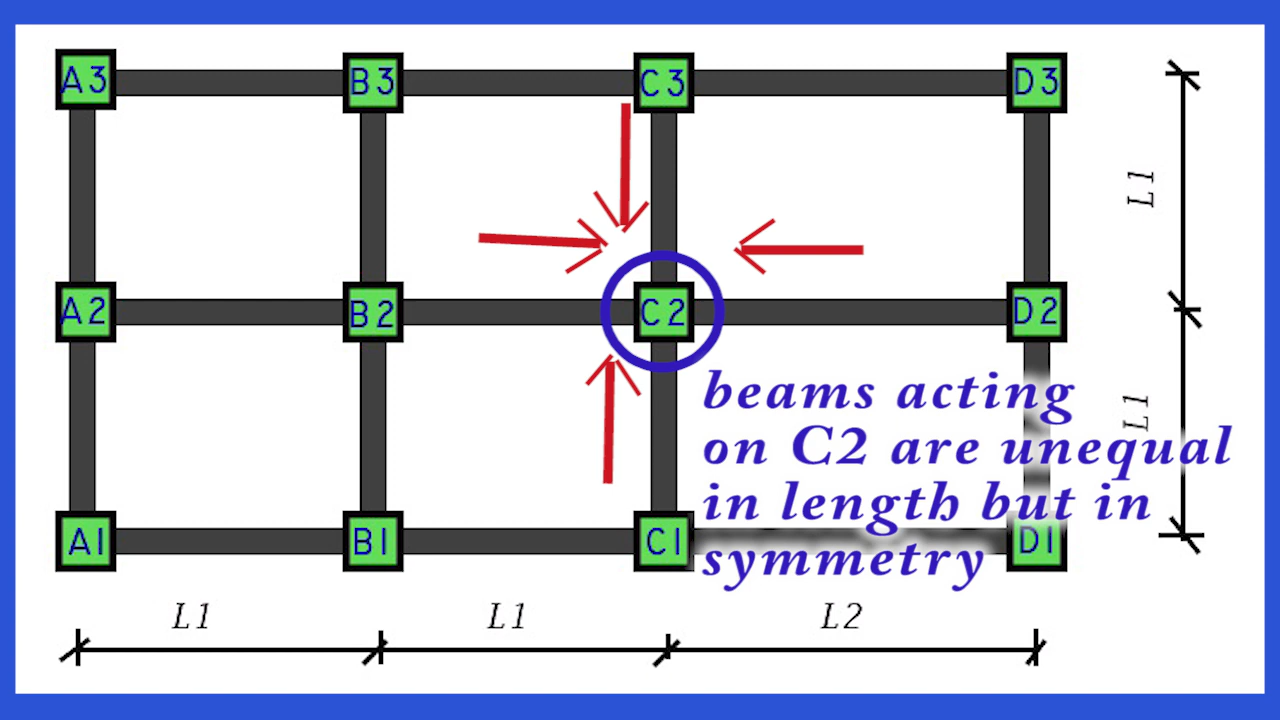 A3 B3 C3 D3
L1
A2 B2 C2 D2
beams acting
L1
on C2 are unequal
in length but in
A1 B1 C1 D1
symmetry
L1 L1 L2